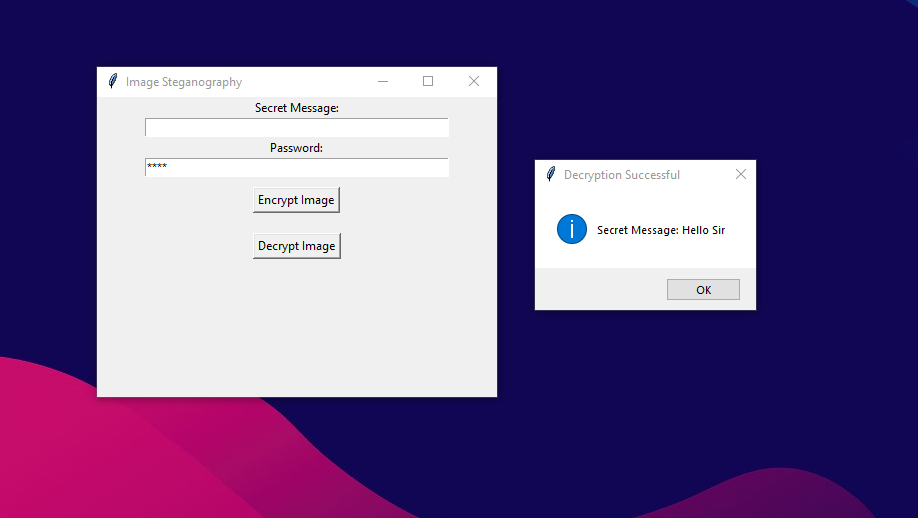 Image Steganography
Secret Message:
Password:
****
Encrypt Image
Decrypt Image
Decryption Successful
Secret Message: Hello Sir
OK